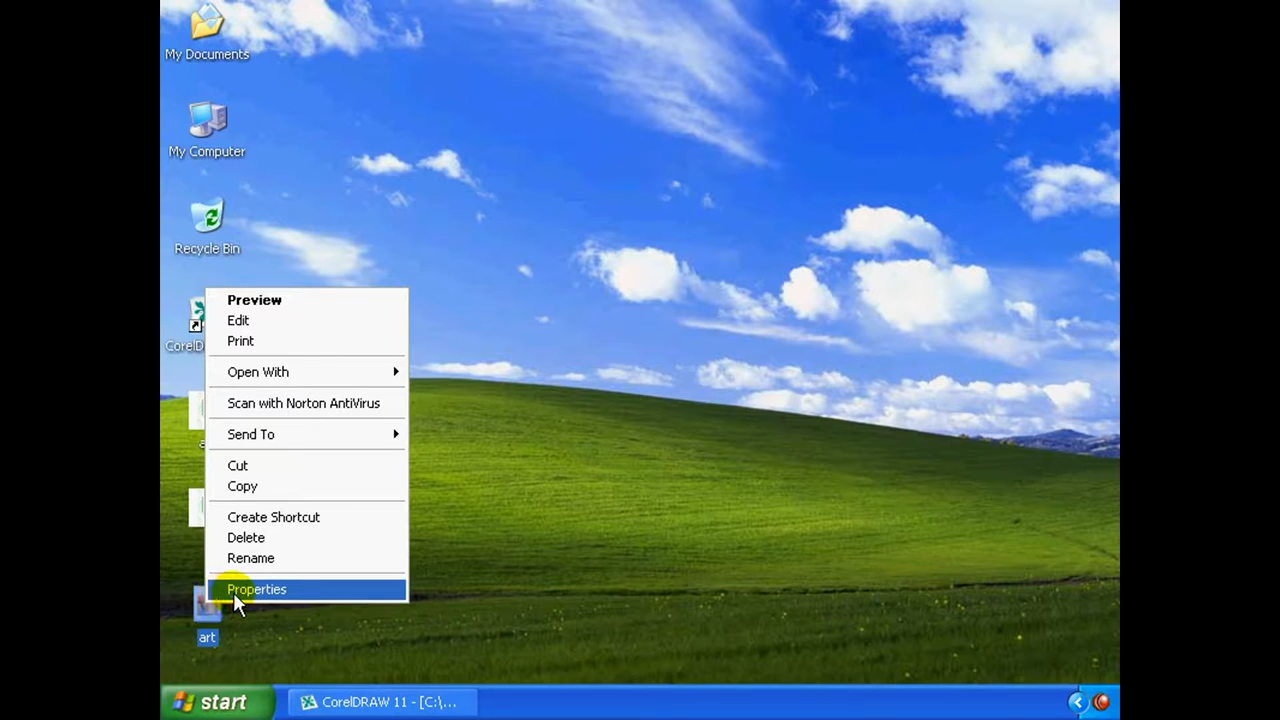 My Documents
My Computer
Recycle Bin
CorelD
Preview
Edit
Print
Open With
Scan with Norton AntiVirus
Send To
Cut
Copy
Create Shortcut
Delete
Rename
Properties
art
start
CorelDRAW 11 - [C:\...